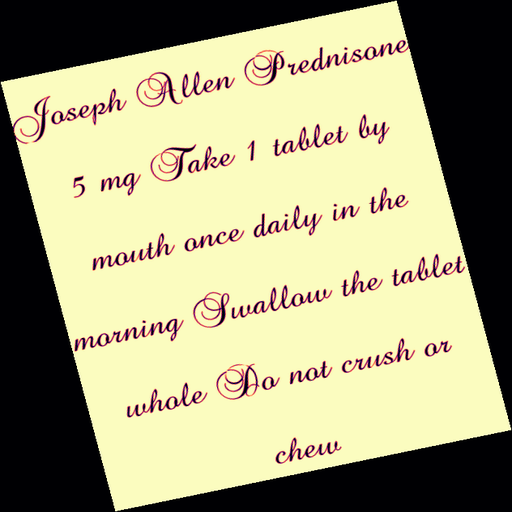 Joseph Allen Prednisone
5 mg Take 1 tablet by
mouth once daily in the
morning Swallow the tablet
whole Do not crush or
chew